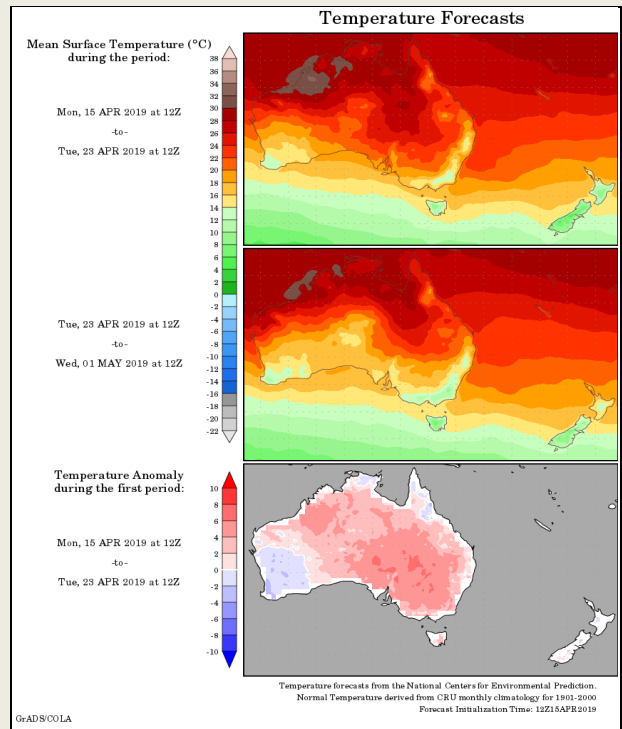 Temperature Forecasts
Mean Surface Temperature (°C)
during the period:
Mon, 15 APR 2019 at 12Z
-to-
Tue, 23 APR 2019 at 12Z
38
36
34
32
30
28
26
24
22
20
18
16
14
12
10
8
6
4
2
0
-2
-4
-6
-8
-10
-12
-14
-16
-17
-18
-20
-22
Tue, 23 APR 2019 at 12Z
-to-
Wed, 01 MAY 2019 at 12Z
Temperature Anomaly
during the first period:
Mon, 15 APR 2019 at 12Z
-to-
Tue, 23 APR 2019 at 12Z
10
8
6
4
2
0
-2
-4
-6
-8
-10
Temperature forecasts from the National Centers for Environmental Prediction.
Normal Temperature derived from CRU monthly climatology for 1901-2000
Forecast Initialization Time: 12Z15APR2019
GrADS/COLA